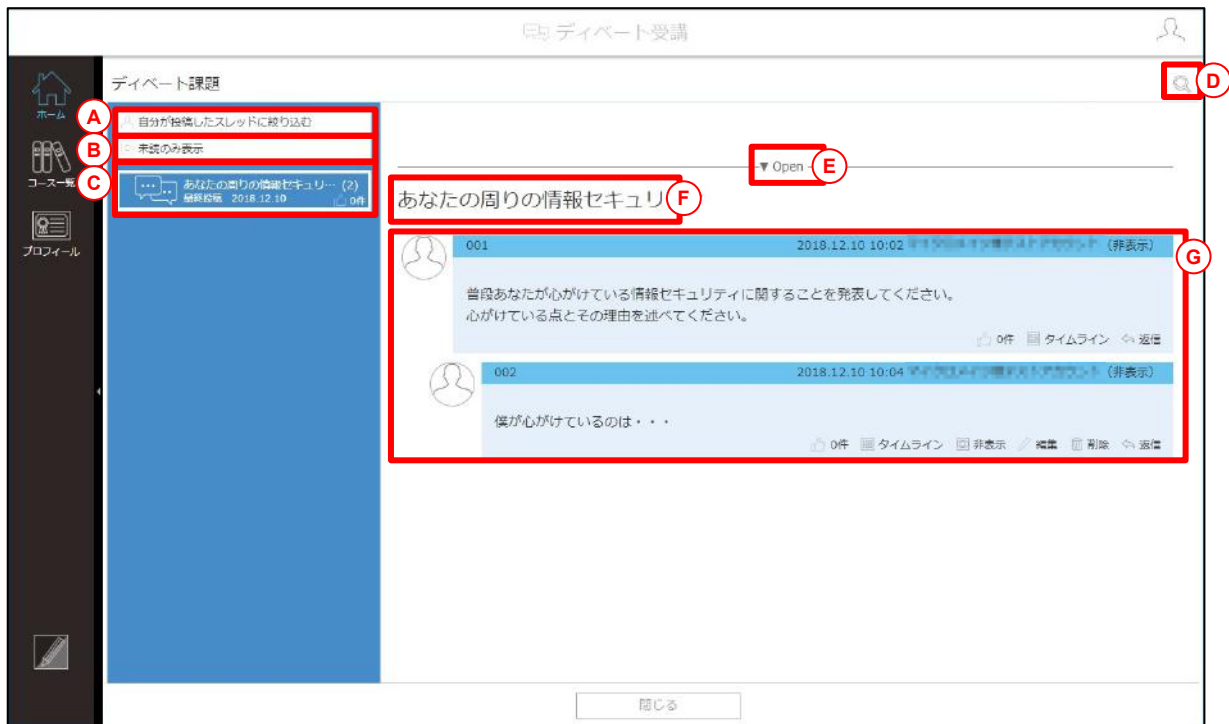 ディベート受講
ディベート課題
D
ホーム
A
自分が投稿したスレッドに絞り込む
B
未読のみ表示
コース一覧
C
あなたの周りの情報セキュリ… (2)
最終投稿 2018.12.10
0件
▼ Open
E
あなたの周りの情報セキュリ
F
プロフィール
001
2018.12.10 10:02
(非表示)
G
普段あなたが心がけている情報セキュリティに関することを発表してください。
心がけている点とその理由を述べてください。
0件 タイムライン 返信
002
2018.12.10 10:04
(非表示)
僕が心がけているのは・・・
0件 タイムライン 非表示 編集 削除 返信
閉じる